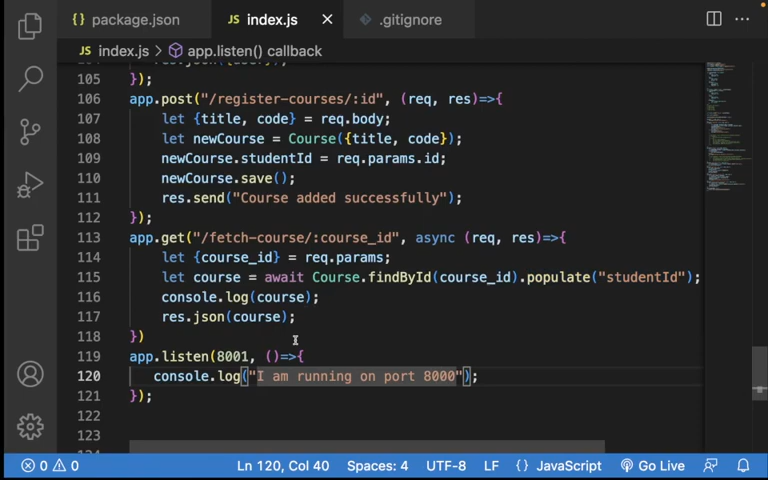 package.json
JS index.js
.gitignore
JS index.js > app.listen() callback
105 });
106 app.post("/register-courses/:id", (req, res)=>{
107 let {title, code} = req.body;
108 let newCourse = Course({title, code});
109 newCourse.studentId = req.params.id;
110 newCourse.save();
111 res.send("Course added successfully");
112 });
113 app.get("/fetch-course/:course_id", async (req, res)=>{
114 let {course_id} = req.params;
115 let course = await Course.findById(course_id).populate("studentId");
116 console.log(course);
117 res.json(course);
118 })
119 app.listen(8001, ()=>{
120 console.log("I am running on port 8000");
121 });
122
123
0 0 Ln 120, Col 40 Spaces: 4 UTF-8 LF {} JavaScript Go Live